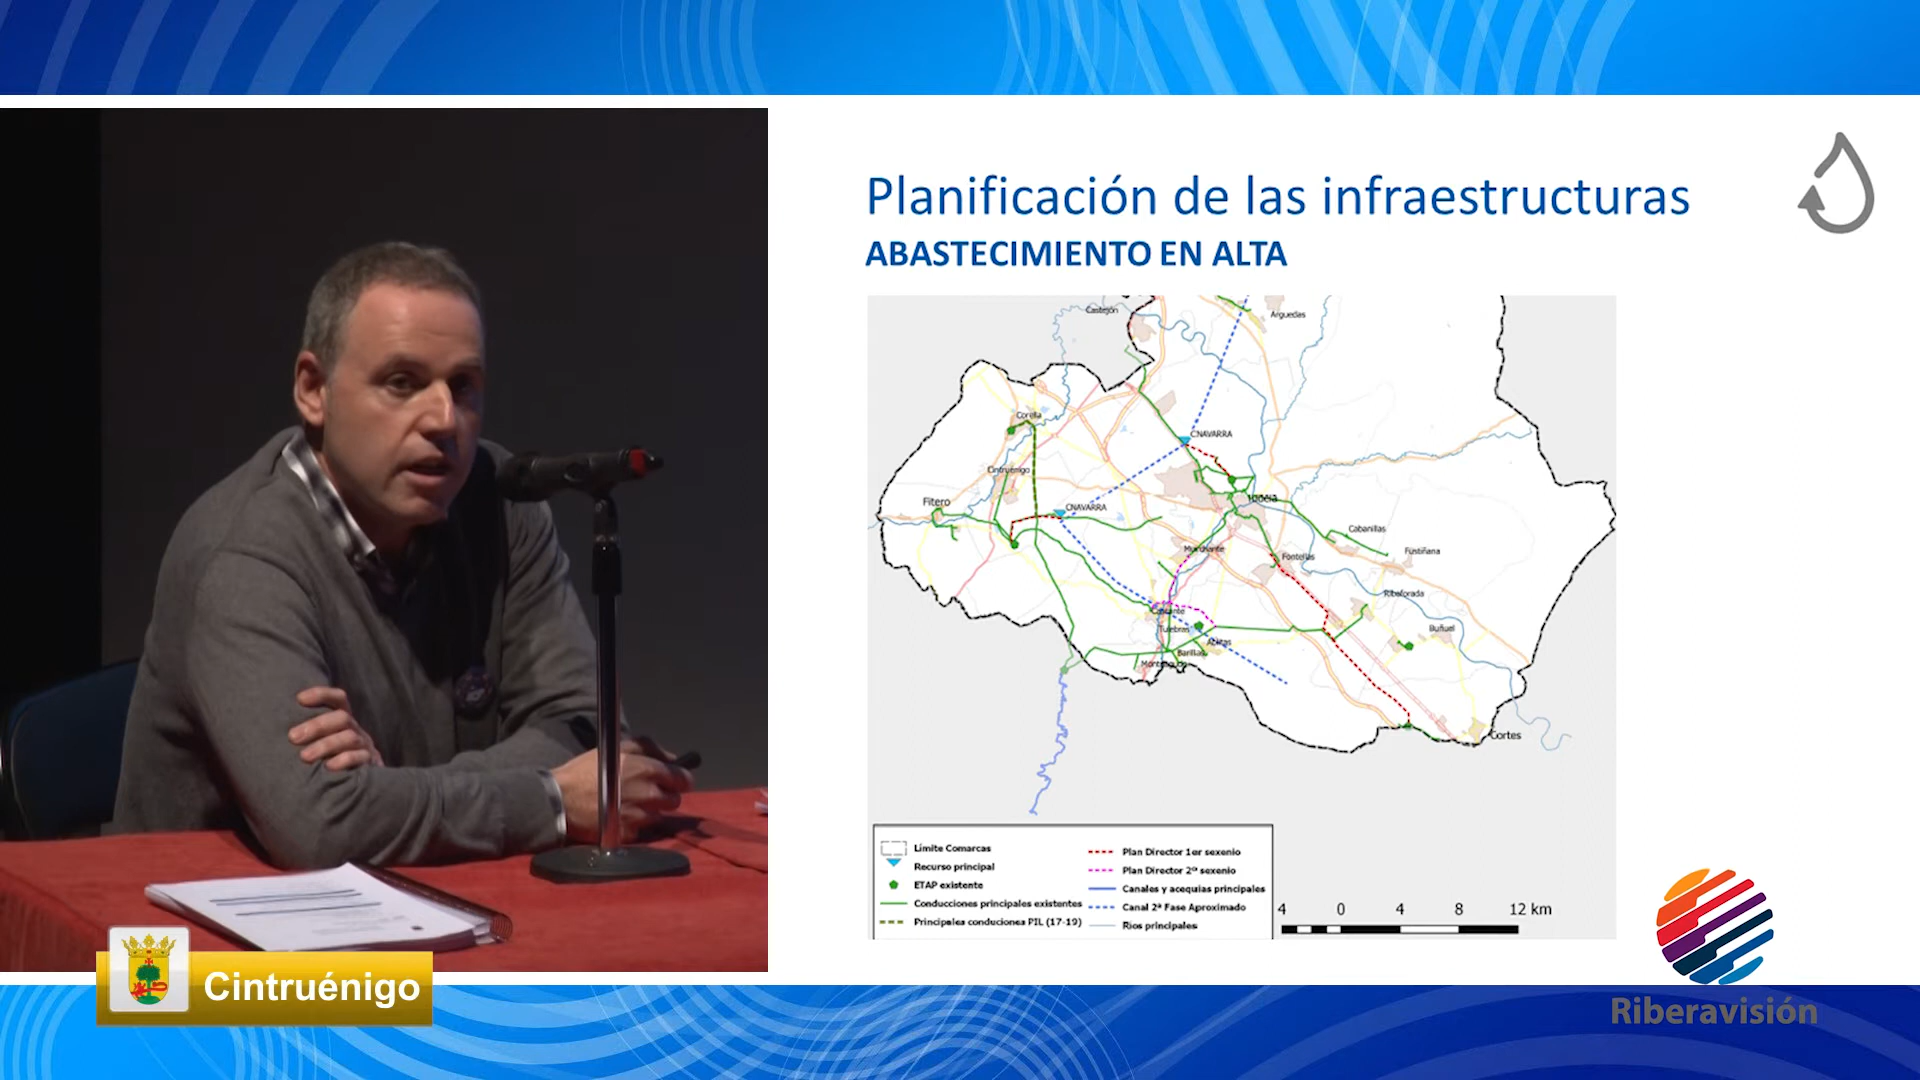 Planificación de las infraestructuras
ABASTECIMIENTO EN ALTA
Castejón
Arguedas
Corella
C.NAVARRA
Cintruénigo
Fitero
CNAVARRA
Tudela
Cabanillas
Murchante
Fontellas
Fustiñana
Ribaforada
Cascante
Buñuel
Tulebras
Ablitas
Barillas
Cortes
Límite Comarcas
Recurso principal
ETAP existente
Conducciones principales existentes
Principales conduciones PIL (17-19)
Plan Director 1er sexenio
Plan Director 2º sexenio
Canales y acequias principales
Canal 2ª Fase Aproximado
Ríos principales
4 0 4 8 12 km
Cintruénigo
Riberavisión